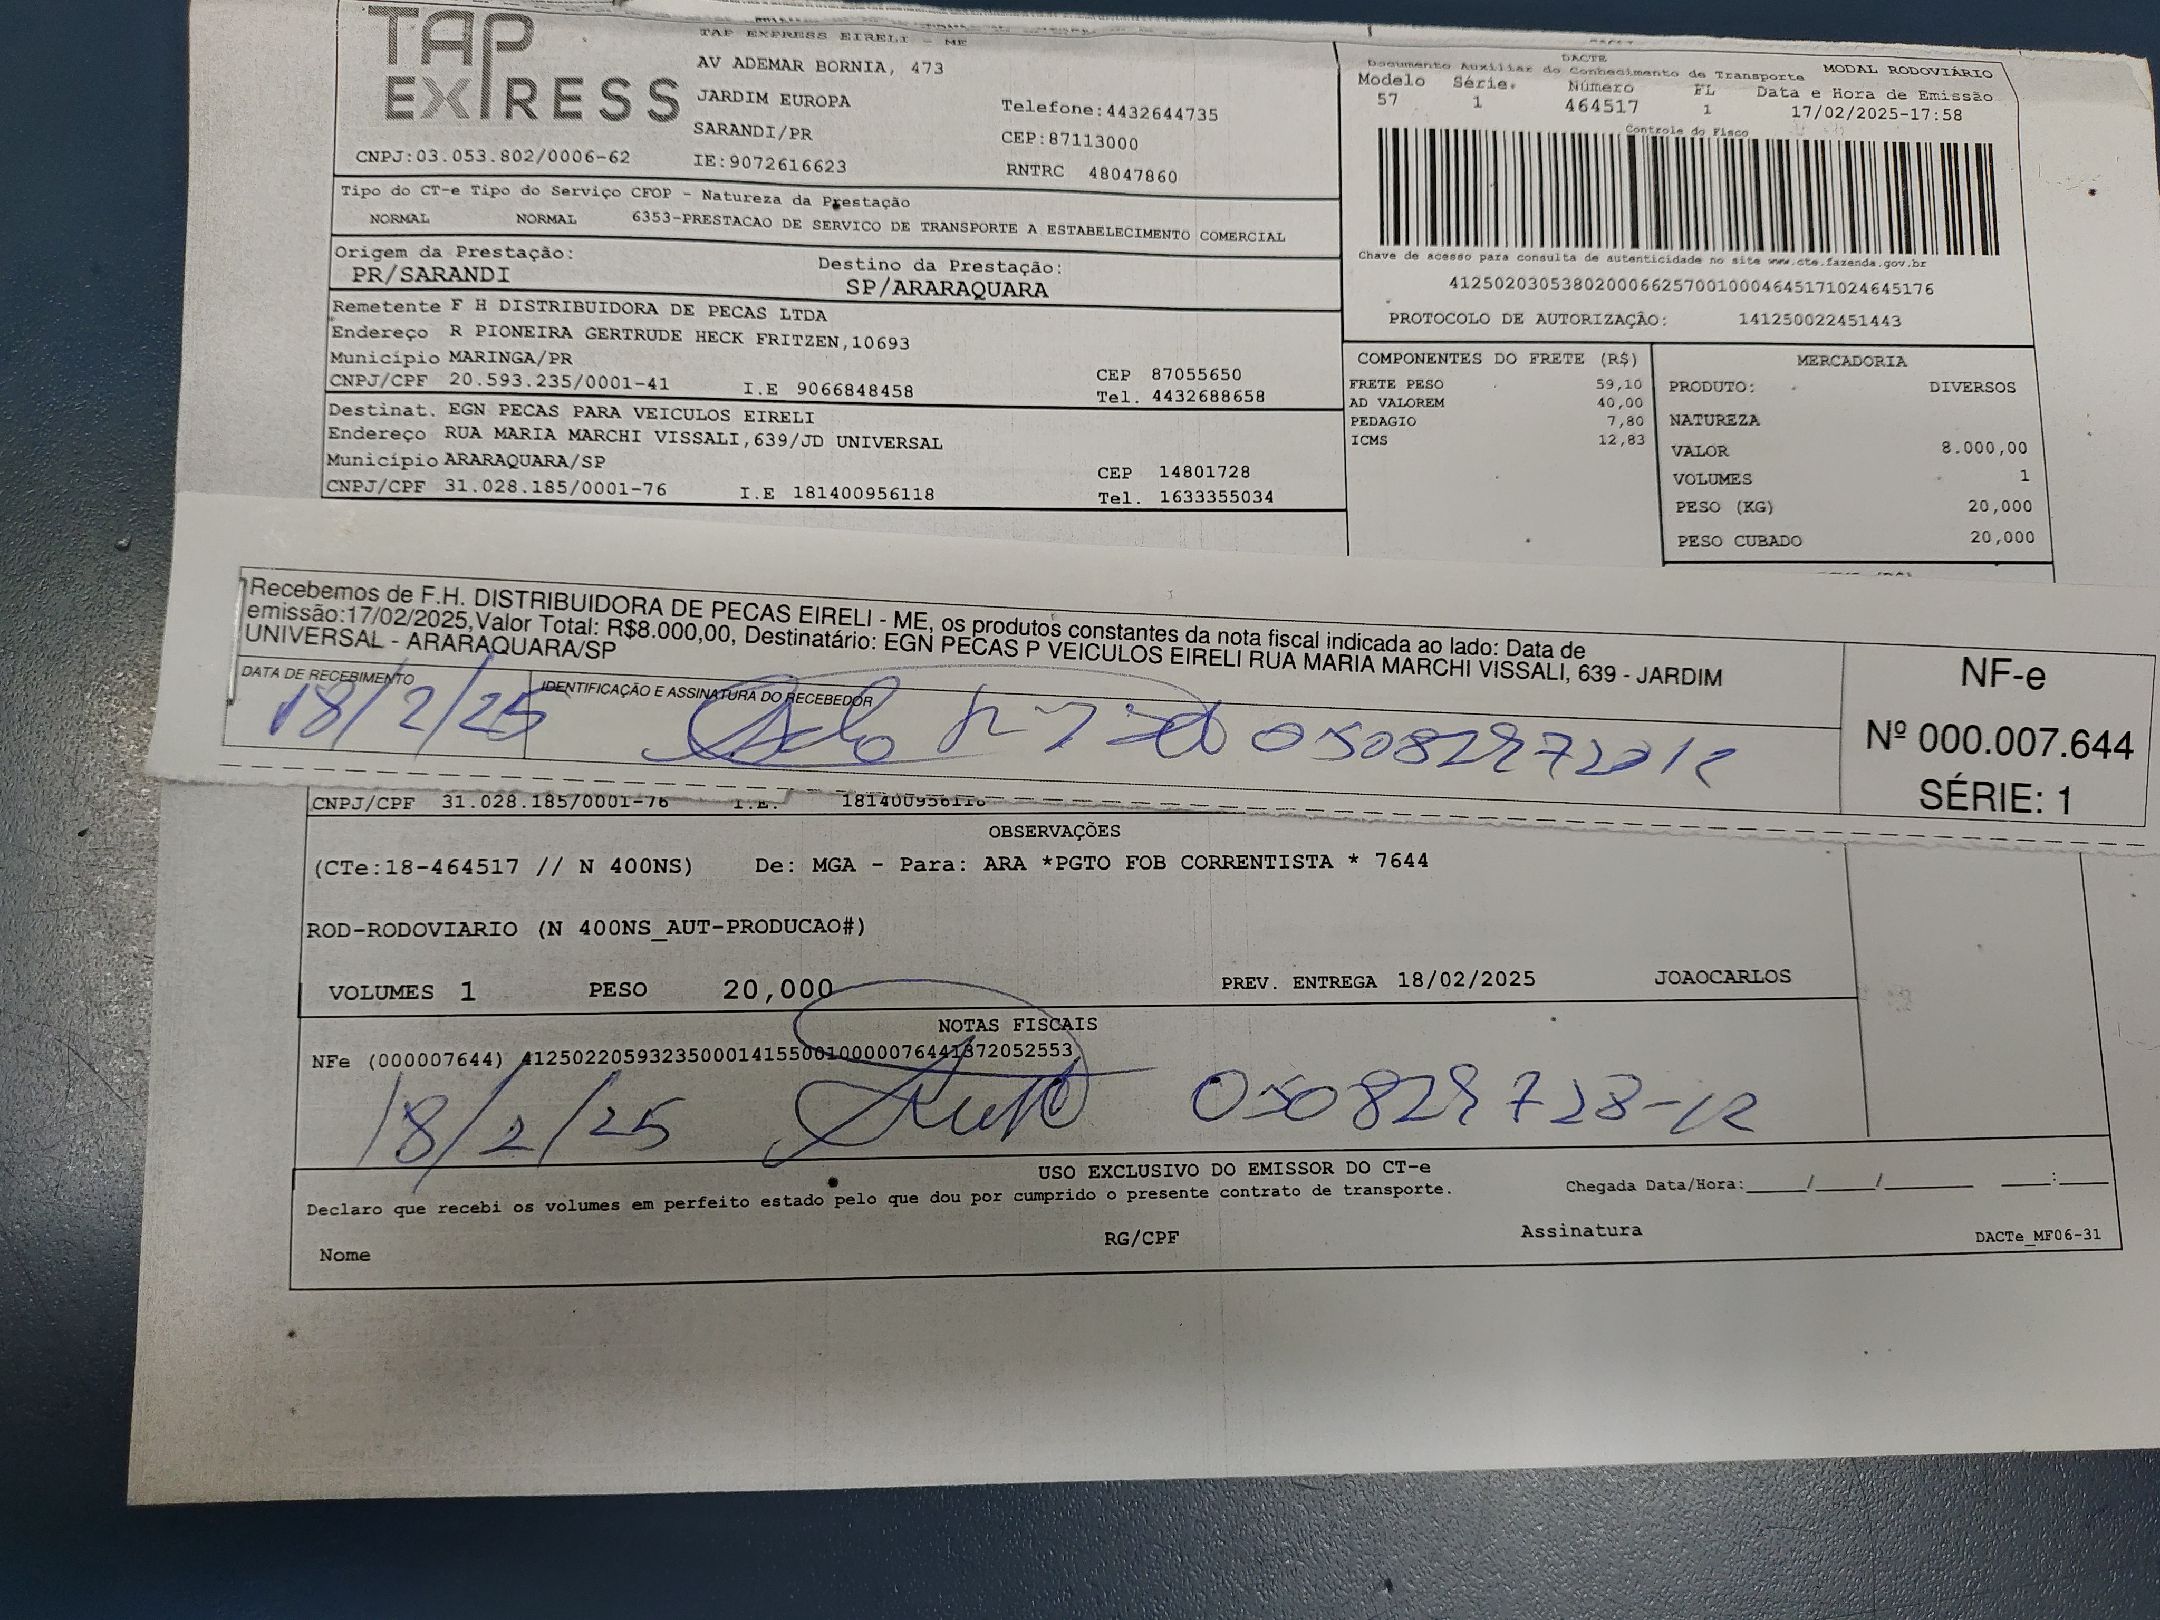 TAP EXPRESS
TAP EXPRESS EIRELI - ME
AV ADEMAR BORNIA, 473
JARDIM EUROPA
SARANDI/PR
IE:9072616623
Telefone:4432644735
CEP:87113000
RNTRC 48047860
CNPJ:03.053.802/0006-62
DACTE
Documento Auxiliar do Conhecimento de Transporte MODAL RODOVIÁRIO
Modelo Série. Número FL Data e Hora de Emissão
57 1 464517 1 17/02/2025-17:58
Controle do Fisco
Chave de acesso para consulta de autenticidade no site www.cte.fazenda.gov.br
41250203053802000662570010004645171024645176
PROTOCOLO DE AUTORIZAÇÃO: 141250022451443
Tipo do CT-e Tipo do Serviço CFOP - Natureza da Prestação
NORMAL NORMAL 6353-PRESTACAO DE SERVICO DE TRANSPORTE A ESTABELECIMENTO COMERCIAL
Origem da Prestação: Destino da Prestação:
PR/SARANDI SP/ARARAQUARA
Remetente F H DISTRIBUIDORA DE PECAS LTDA
Endereço R PIONEIRA GERTRUDE HECK FRITZEN,10693
Município MARINGA/PR CEP 87055650
CNPJ/CPF 20.593.235/0001-41 I.E 9066848458 Tel. 4432688658
Destinat. EGN PECAS PARA VEICULOS EIRELI
Endereço RUA MARIA MARCHI VISSALI,639/JD UNIVERSAL
Município ARARAQUARA/SP CEP 14801728
CNPJ/CPF 31.028.185/0001-76 I.E 181400956118 Tel. 1633355034
COMPONENTES DO FRETE (R$)
FRETE PESO 59,10
AD VALOREM 40,00
PEDAGIO 7,80
ICMS 12,83
MERCADORIA
PRODUTO: DIVERSOS
NATUREZA
VALOR 8.000,00
VOLUMES 1
PESO (KG) 20,000
PESO CUBADO 20,000
Recebemos de F.H. DISTRIBUIDORA DE PECAS EIRELI - ME, os produtos constantes da nota fiscal indicada ao lado: Data de
emissão:17/02/2025,Valor Total: R$8.000,00, Destinatário: EGN PECAS P VEICULOS EIRELI RUA MARIA MARCHI VISSALI, 639 - JARDIM
UNIVERSAL - ARARAQUARA/SP
DATA DE RECEBIMENTO IDENTIFICAÇÃO E ASSINATURA DO RECEBEDOR
18/2/25
NF-e
Nº 000.007.644
SÉRIE: 1
CNPJ/CPF 31.028.185/0001-76 I.E. 181400956118
OBSERVAÇÕES
(CTe:18-464517 // N 400NS) De: MGA - Para: ARA *PGTO FOB CORRENTISTA * 7644
ROD-RODOVIARIO (N 400NS_AUT-PRODUCAO#)
VOLUMES 1 PESO 20,000 PREV. ENTREGA 18/02/2025 JOAOCARLOS
NOTAS FISCAIS
NFe (000007644) 41250220593235000141550010000076441372052553
18/2/25 050829728-12
USO EXCLUSIVO DO EMISSOR DO CT-e
Declaro que recebi os volumes em perfeito estado pelo que dou por cumprido o presente contrato de transporte. Chegada Data/Hora:____/____/______ ___:___
Nome RG/CPF Assinatura DACTe_MF06-31